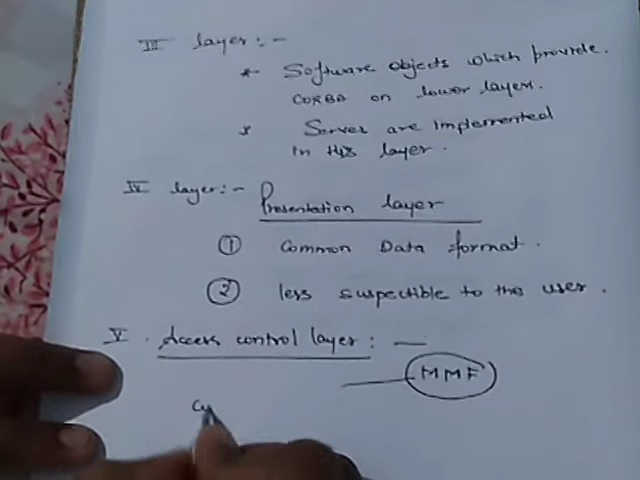 III layer:-
* Software objects which provide.
CORBA on lower layer.
* Server are implemented
in this layer.
IV layer:- Presentation layer
① Common Data format.
② less suspectible to the user.
V. Access control layer: —
MMF